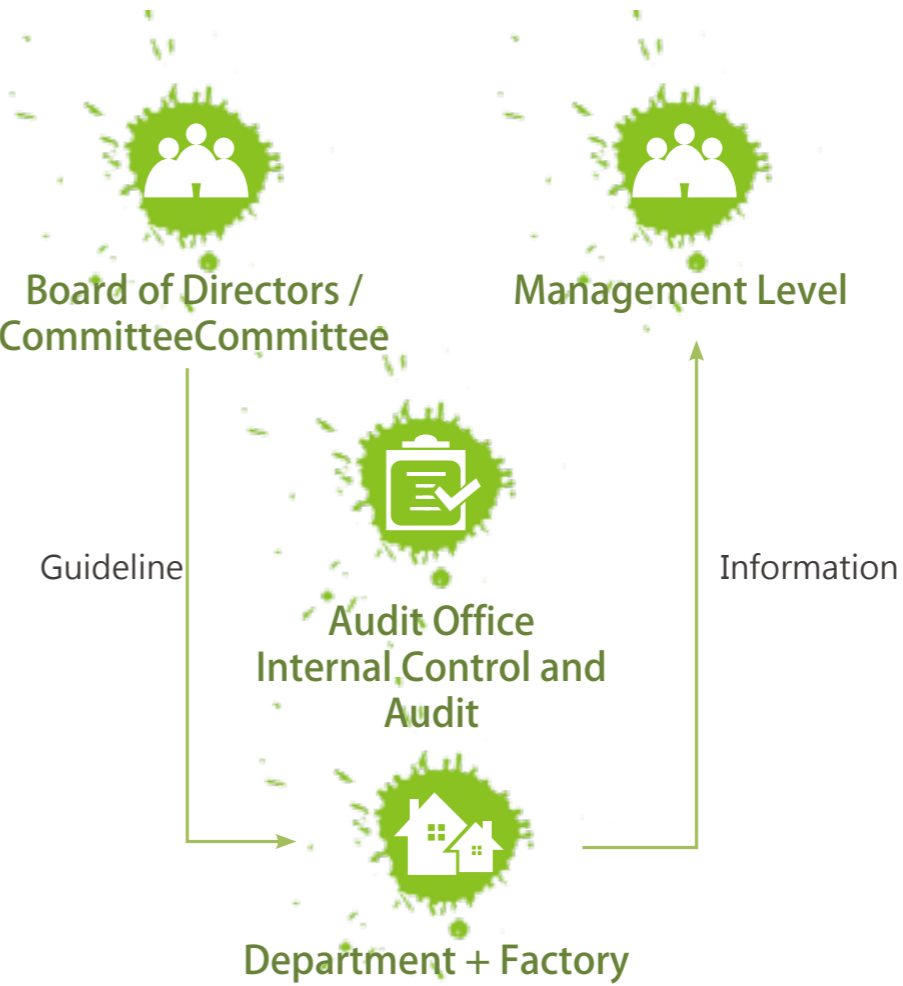 Board of Directors /
CommitteeCommittee
Management Level
Guideline
Information
Audit Office
Internal Control and
Audit
Department + Factory